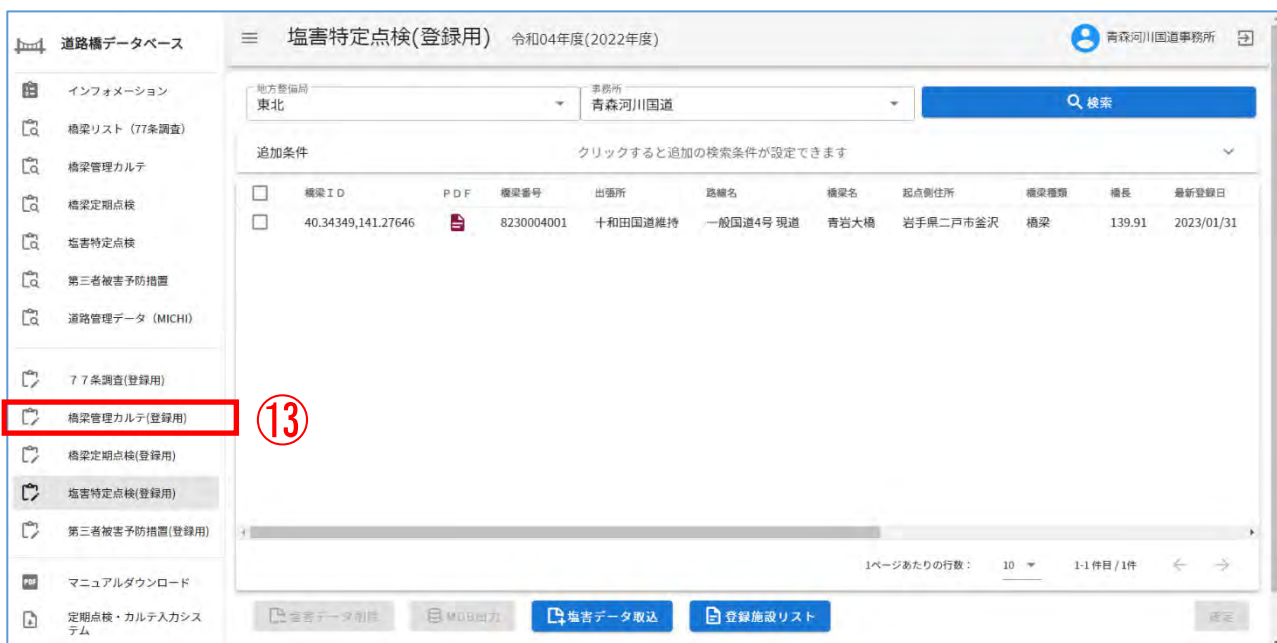 道路橋データベース
インフォメーション
橋梁リスト（77条調査）
橋梁管理カルテ
橋梁定期点検
塩害特定点検
第三者被害予防措置
道路管理データ（MICHI）
７７条調査(登録用)
橋梁管理カルテ(登録用)
⑬
橋梁定期点検(登録用)
塩害特定点検(登録用)
第三者被害予防措置(登録用)
PDF マニュアルダウンロード
定期点検・カルテ入力シス
テム
塩害特定点検(登録用) 令和04年度(2022年度) 青森河川国道事務所
地方整備局 事務所
東北 青森河川国道 検索
追加条件 クリックすると追加の検索条件が設定できます
橋梁ＩＤ ＰＤＦ 橋梁番号 出張所 路線名 橋梁名 起点側住所 橋梁種類 橋長 最新登録日
40.34349,141.27646 8230004001 十和田国道維持 一般国道4号 現道 青岩大橋 岩手県二戸市釜沢 橋梁 139.91 2023/01/31
1ページあたりの行数： 10 1-1 件目 / 1件
塩害データ削除 MDB出力 塩害データ取込 登録施設リスト 確定